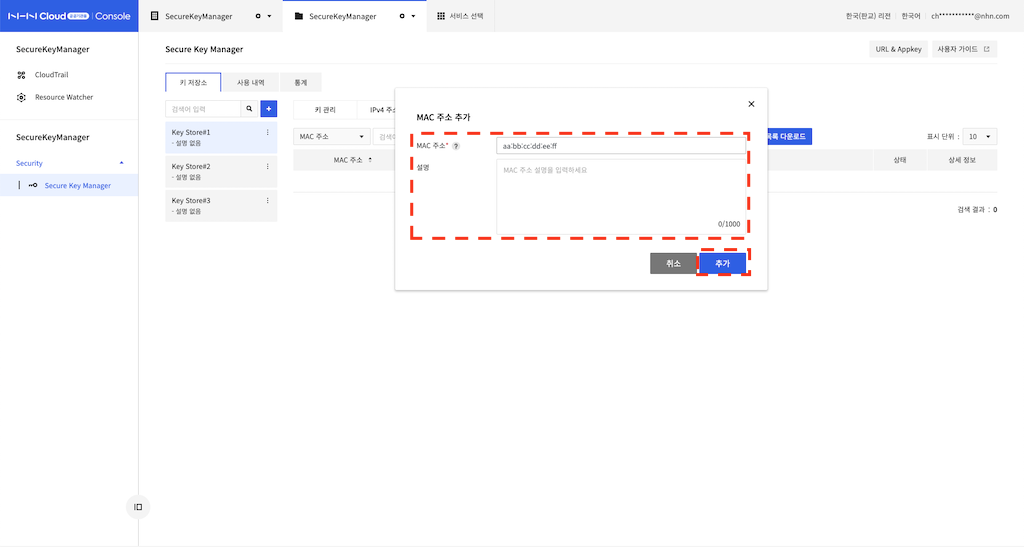 NHN Cloud 공공기관용 Console
SecureKeyManager
SecureKeyManager
서비스 선택
한국(판교) 리전
한국어
ch***********@nhn.com
SecureKeyManager
CloudTrail
Resource Watcher
SecureKeyManager
Security
Secure Key Manager
Secure Key Manager
URL & Appkey
사용자 가이드
키 저장소
사용 내역
통계
검색어 입력
+
Key Store#1
- 설명 없음
Key Store#2
- 설명 없음
Key Store#3
- 설명 없음
키 관리
IPv4 주소
MAC 주소
검색어
목록 다운로드
표시 단위 :
10
MAC 주소
상태
상세 정보
검색 결과 : 0
MAC 주소 추가
MAC 주소* ?
aa:bb:cc:dd:ee:ff
설명
MAC 주소 설명을 입력하세요
0/1000
취소
추가